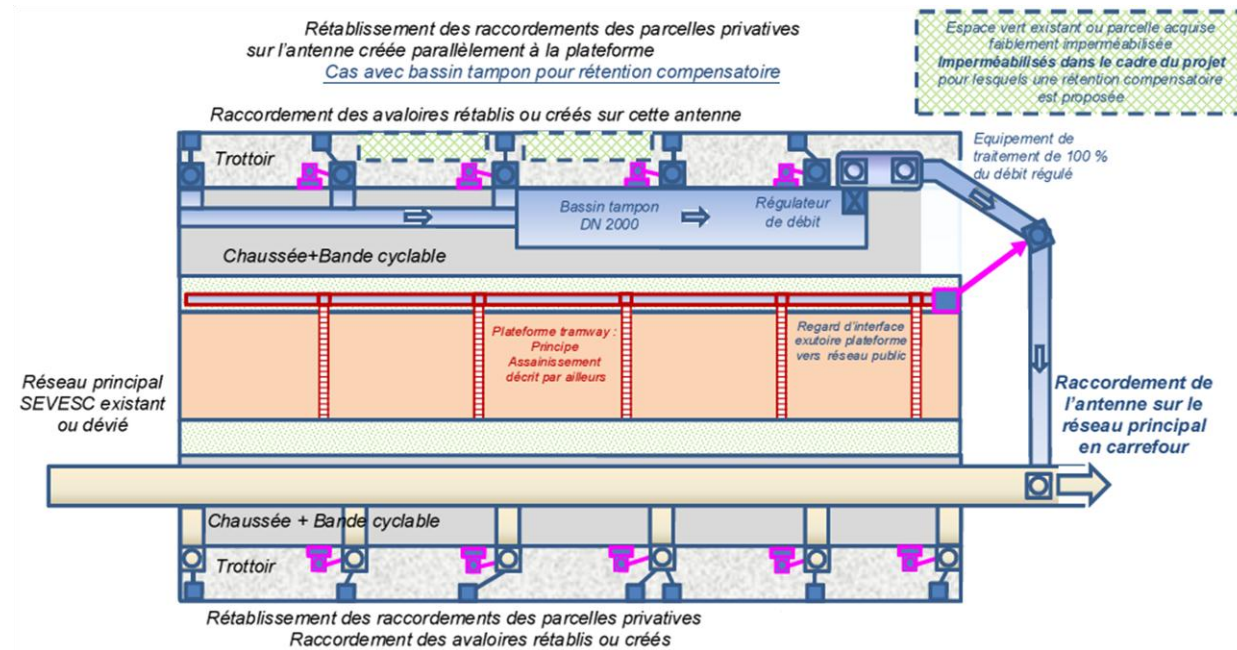 Rétablissement des raccordements des parcelles privatives
sur l'antenne créée parallèlement à la plateforme
Cas avec bassin tampon pour rétention compensatoire
Espace vert existant ou parcelle acquise
faiblement imperméabilisée
Imperméabilisés dans le cadre du projet
pour lesquels une rétention compensatoire
est proposée
Raccordement des avaloires rétablis ou créés sur cette antenne
Trottoir
Equipement de
traitement de 100 %
du débit régulé
Bassin tampon
DN 2000
Régulateur
de débit
Chaussée+Bande cyclable
Plateforme tramway :
Principe
Assainissement
décrit par ailleurs
Regard d'interface
exutoire plateforme
vers réseau public
Réseau principal
SEVESC existant
ou dévié
Raccordement de
l'antenne sur le
réseau principal
en carrefour
Chaussée + Bande cyclable
Trottoir
Rétablissement des raccordements des parcelles privatives
Raccordement des avaloires rétablis ou créés